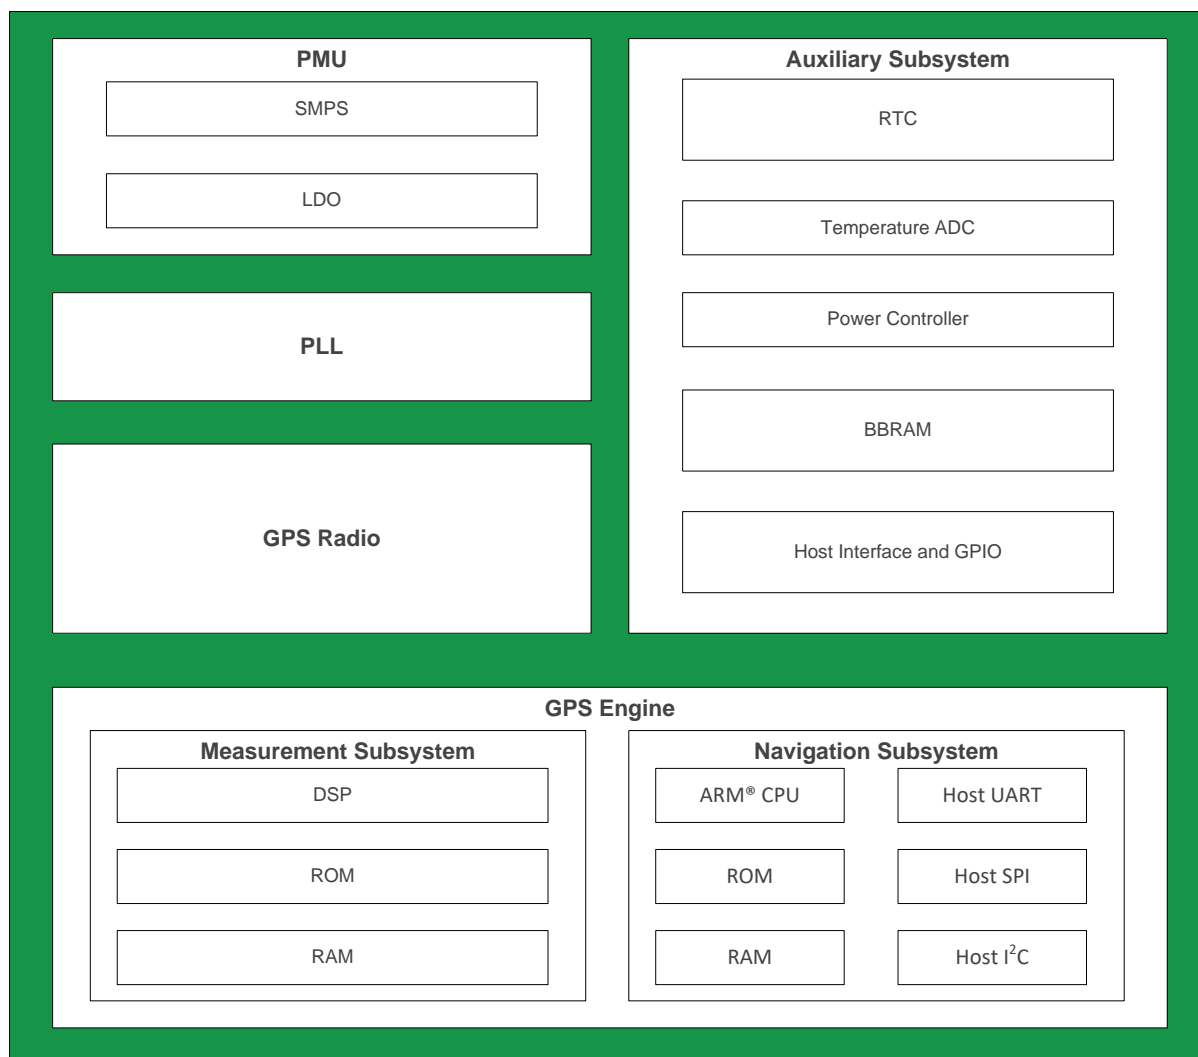 PMU
SMPS
LDO
PLL
GPS Radio
Auxiliary Subsystem
RTC
Temperature ADC
Power Controller
BBRAM
Host Interface and GPIO
GPS Engine
Measurement Subsystem
DSP
ROM
RAM
Navigation Subsystem
ARM® CPU
Host UART
ROM
Host SPI
RAM
Host I²C